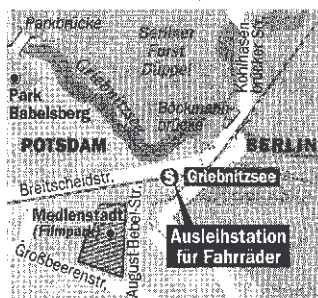 Parkbrücke
Berliner
Forst
Düppel
Kohlhasen-
brücker Str.
Griebnitzsee
Park
Babelsberg
Böckmann-
brücke
POTSDAM
BERLIN
S
Griebnitzsee
Breitscheidstr.
Medienstadt
(Filmpark)
August-Bebel-Str.
Großbeerenstr.
Ausleihstation
für Fahrräder